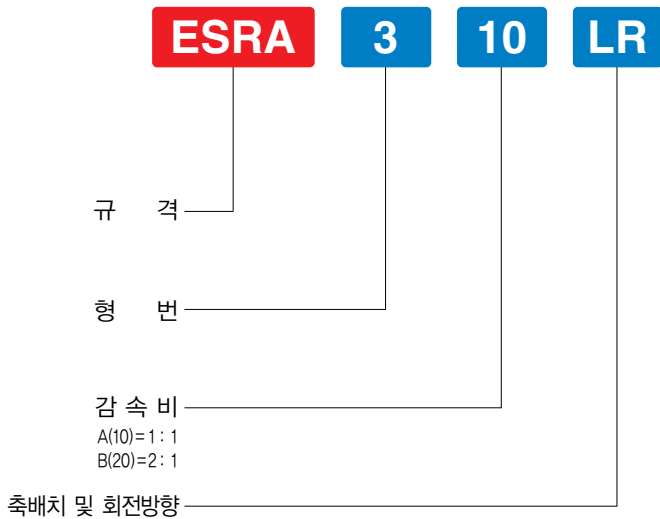 ESRA 3 10 LR
규 격
형 번
감 속 비
A(10)=1 : 1
B(20)=2 : 1
축배치 및 회전방향